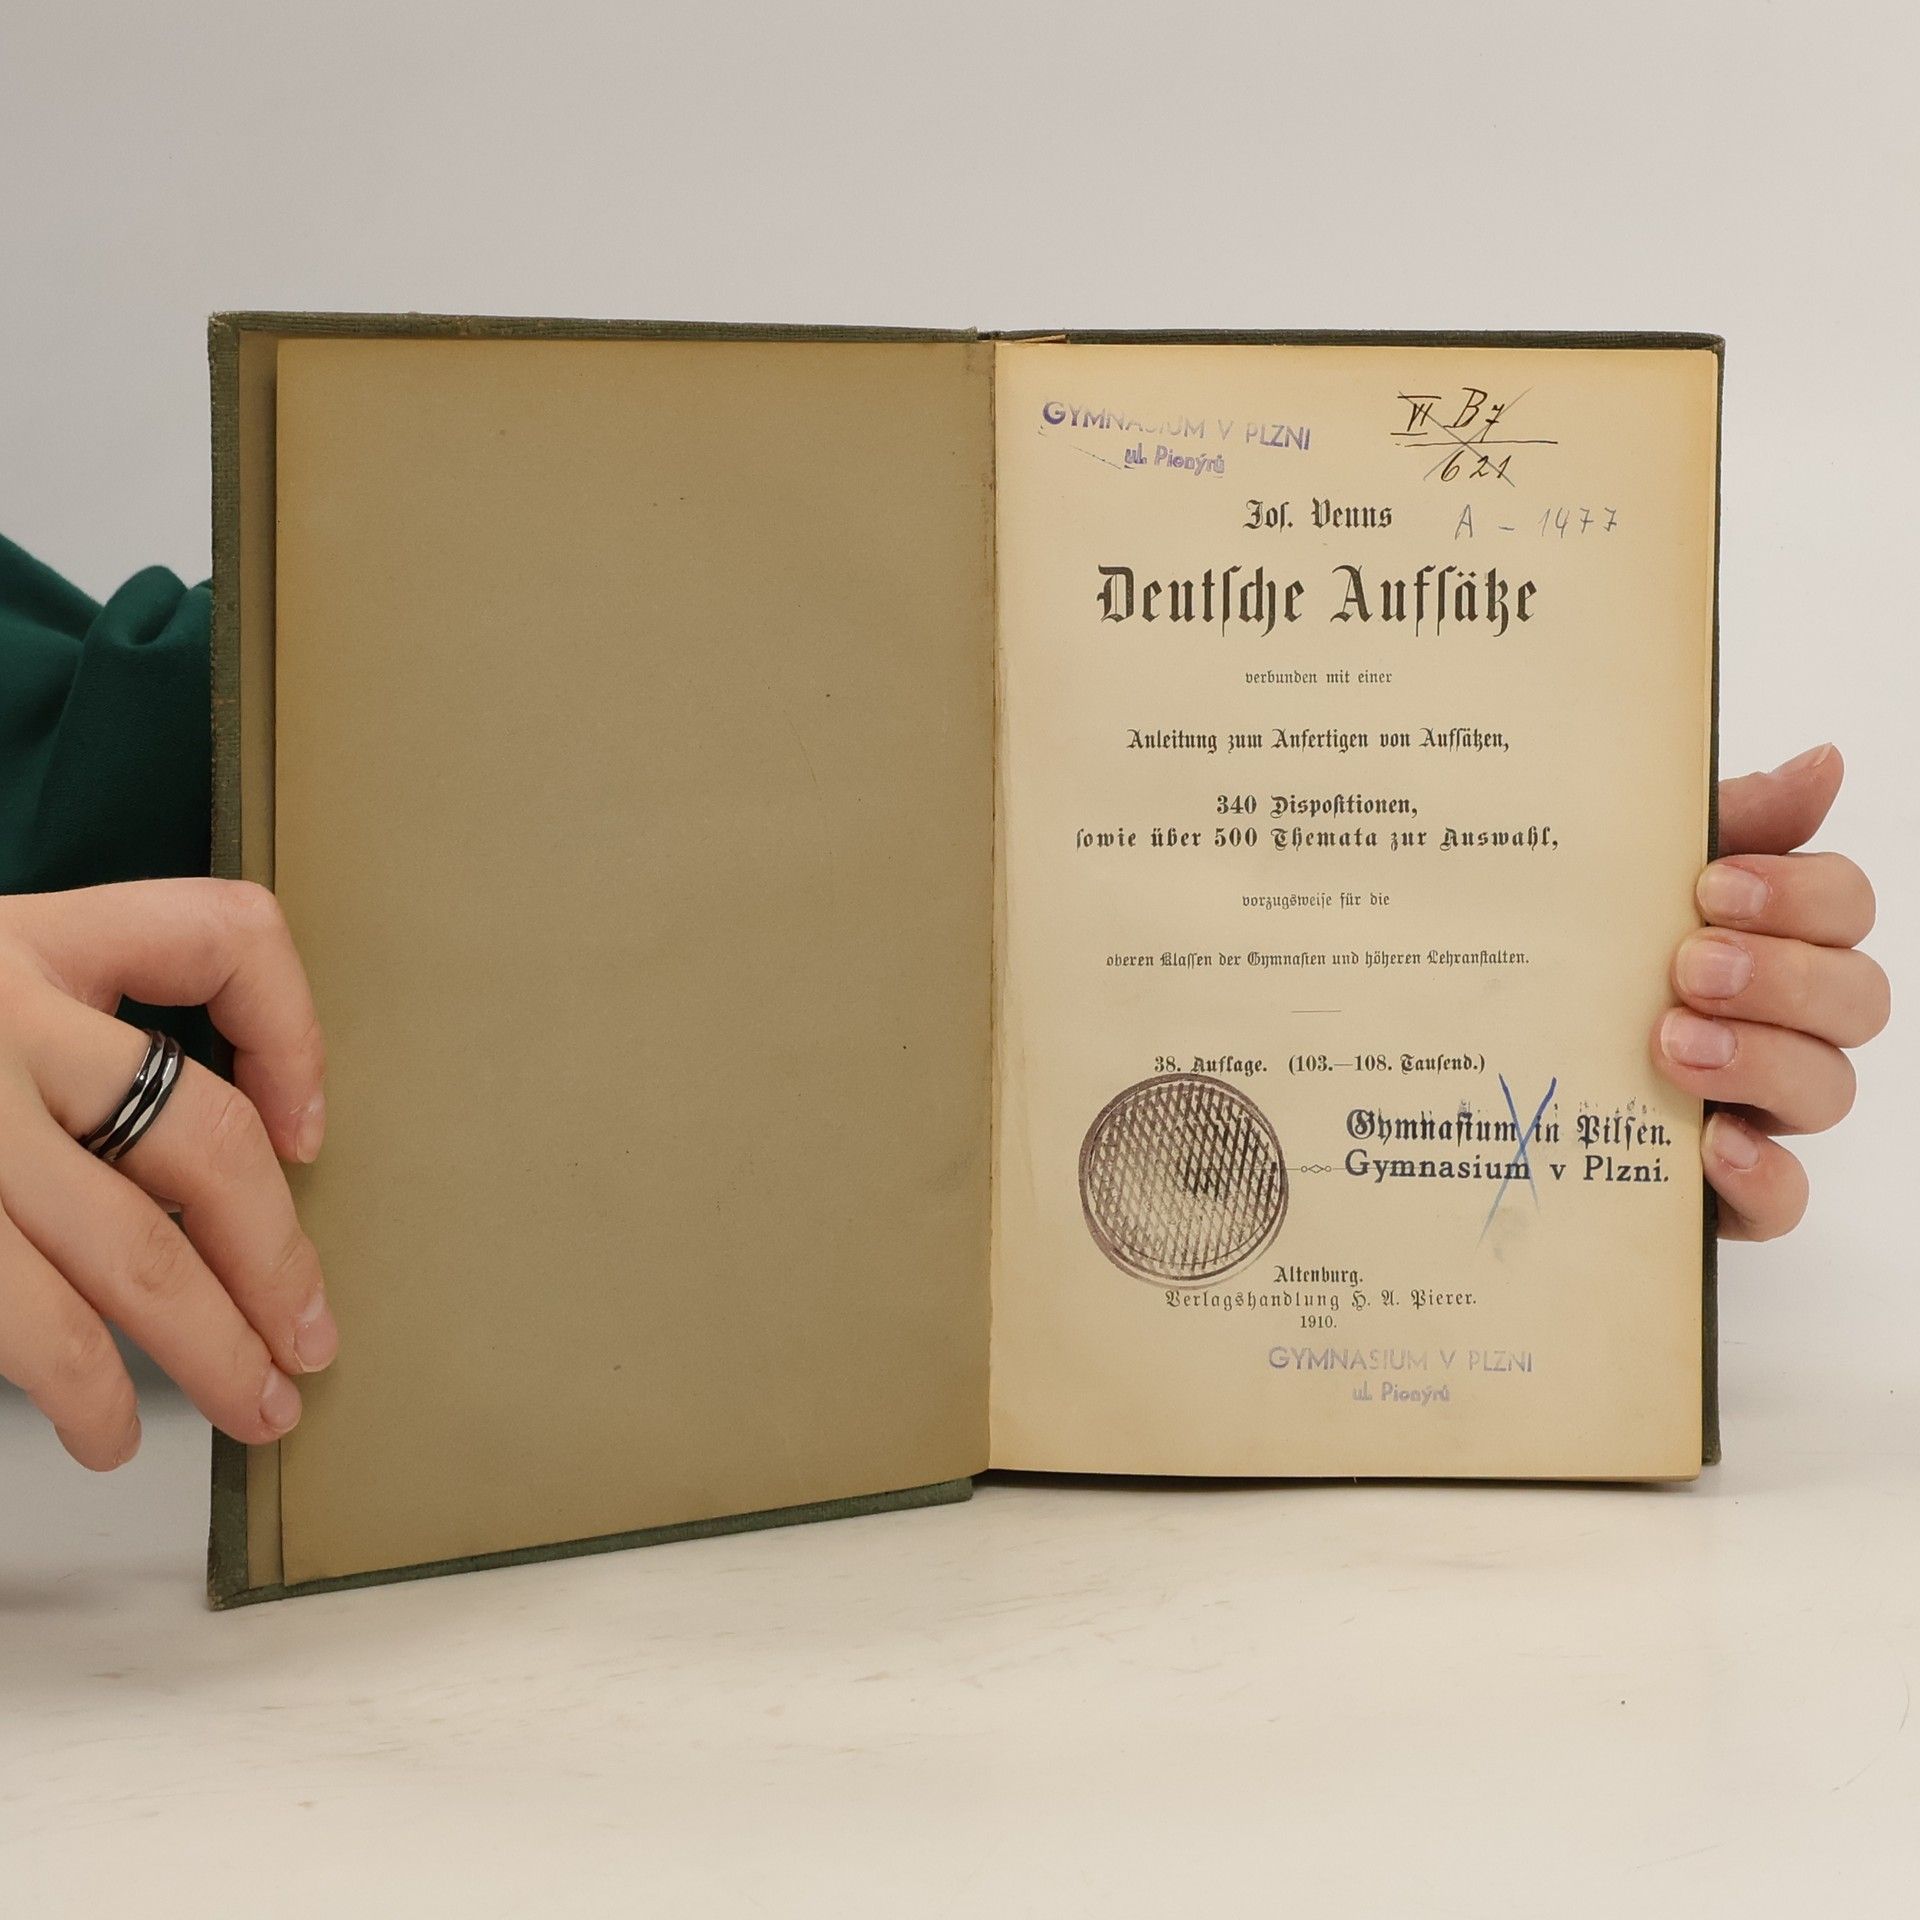 GYMNASIUM V PLZNI
ul. Pionýrů
VI B 7
621
Jos. Venns
A - 1477
Deutsche Aufsätze
verbunden mit einer
Anleitung zum Anfertigen von Aufsätzen,
340 Dispositionen,
sowie über 500 Themata zur Auswahl,
vorzugsweise für die
oberen Klassen der Gymnasien und höheren Lehranstalten.
38. Auflage. (103.—108. Tausend.)
Gymnasium in Pilsen.
Gymnasium v Plzni.
Altenburg.
Verlagshandlung H. A. Pierer.
1910.
GYMNASIUM V PLZNI
ul. Pionýrů